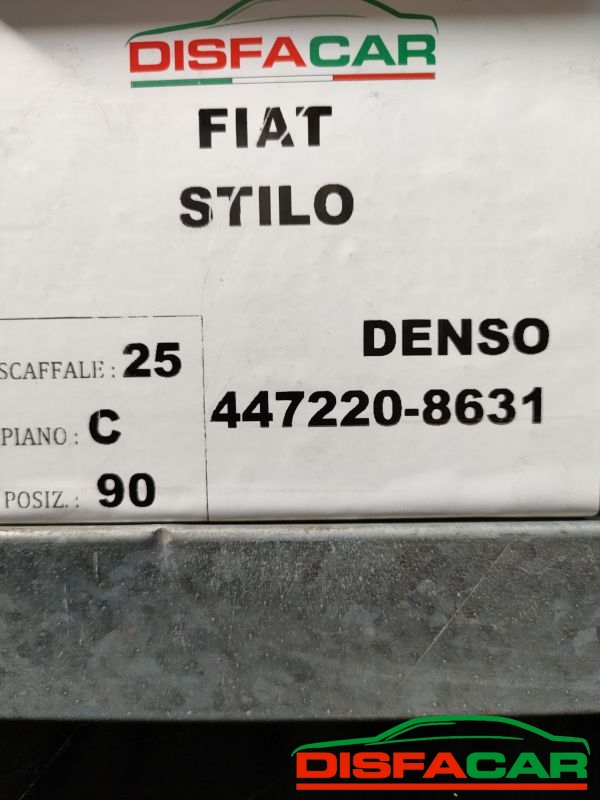 DISFACAR
FIAT
STILO
SCAFFALE : 25
PIANO : C
POSIZ. : 90
DENSO
447220-8631
DISFACAR